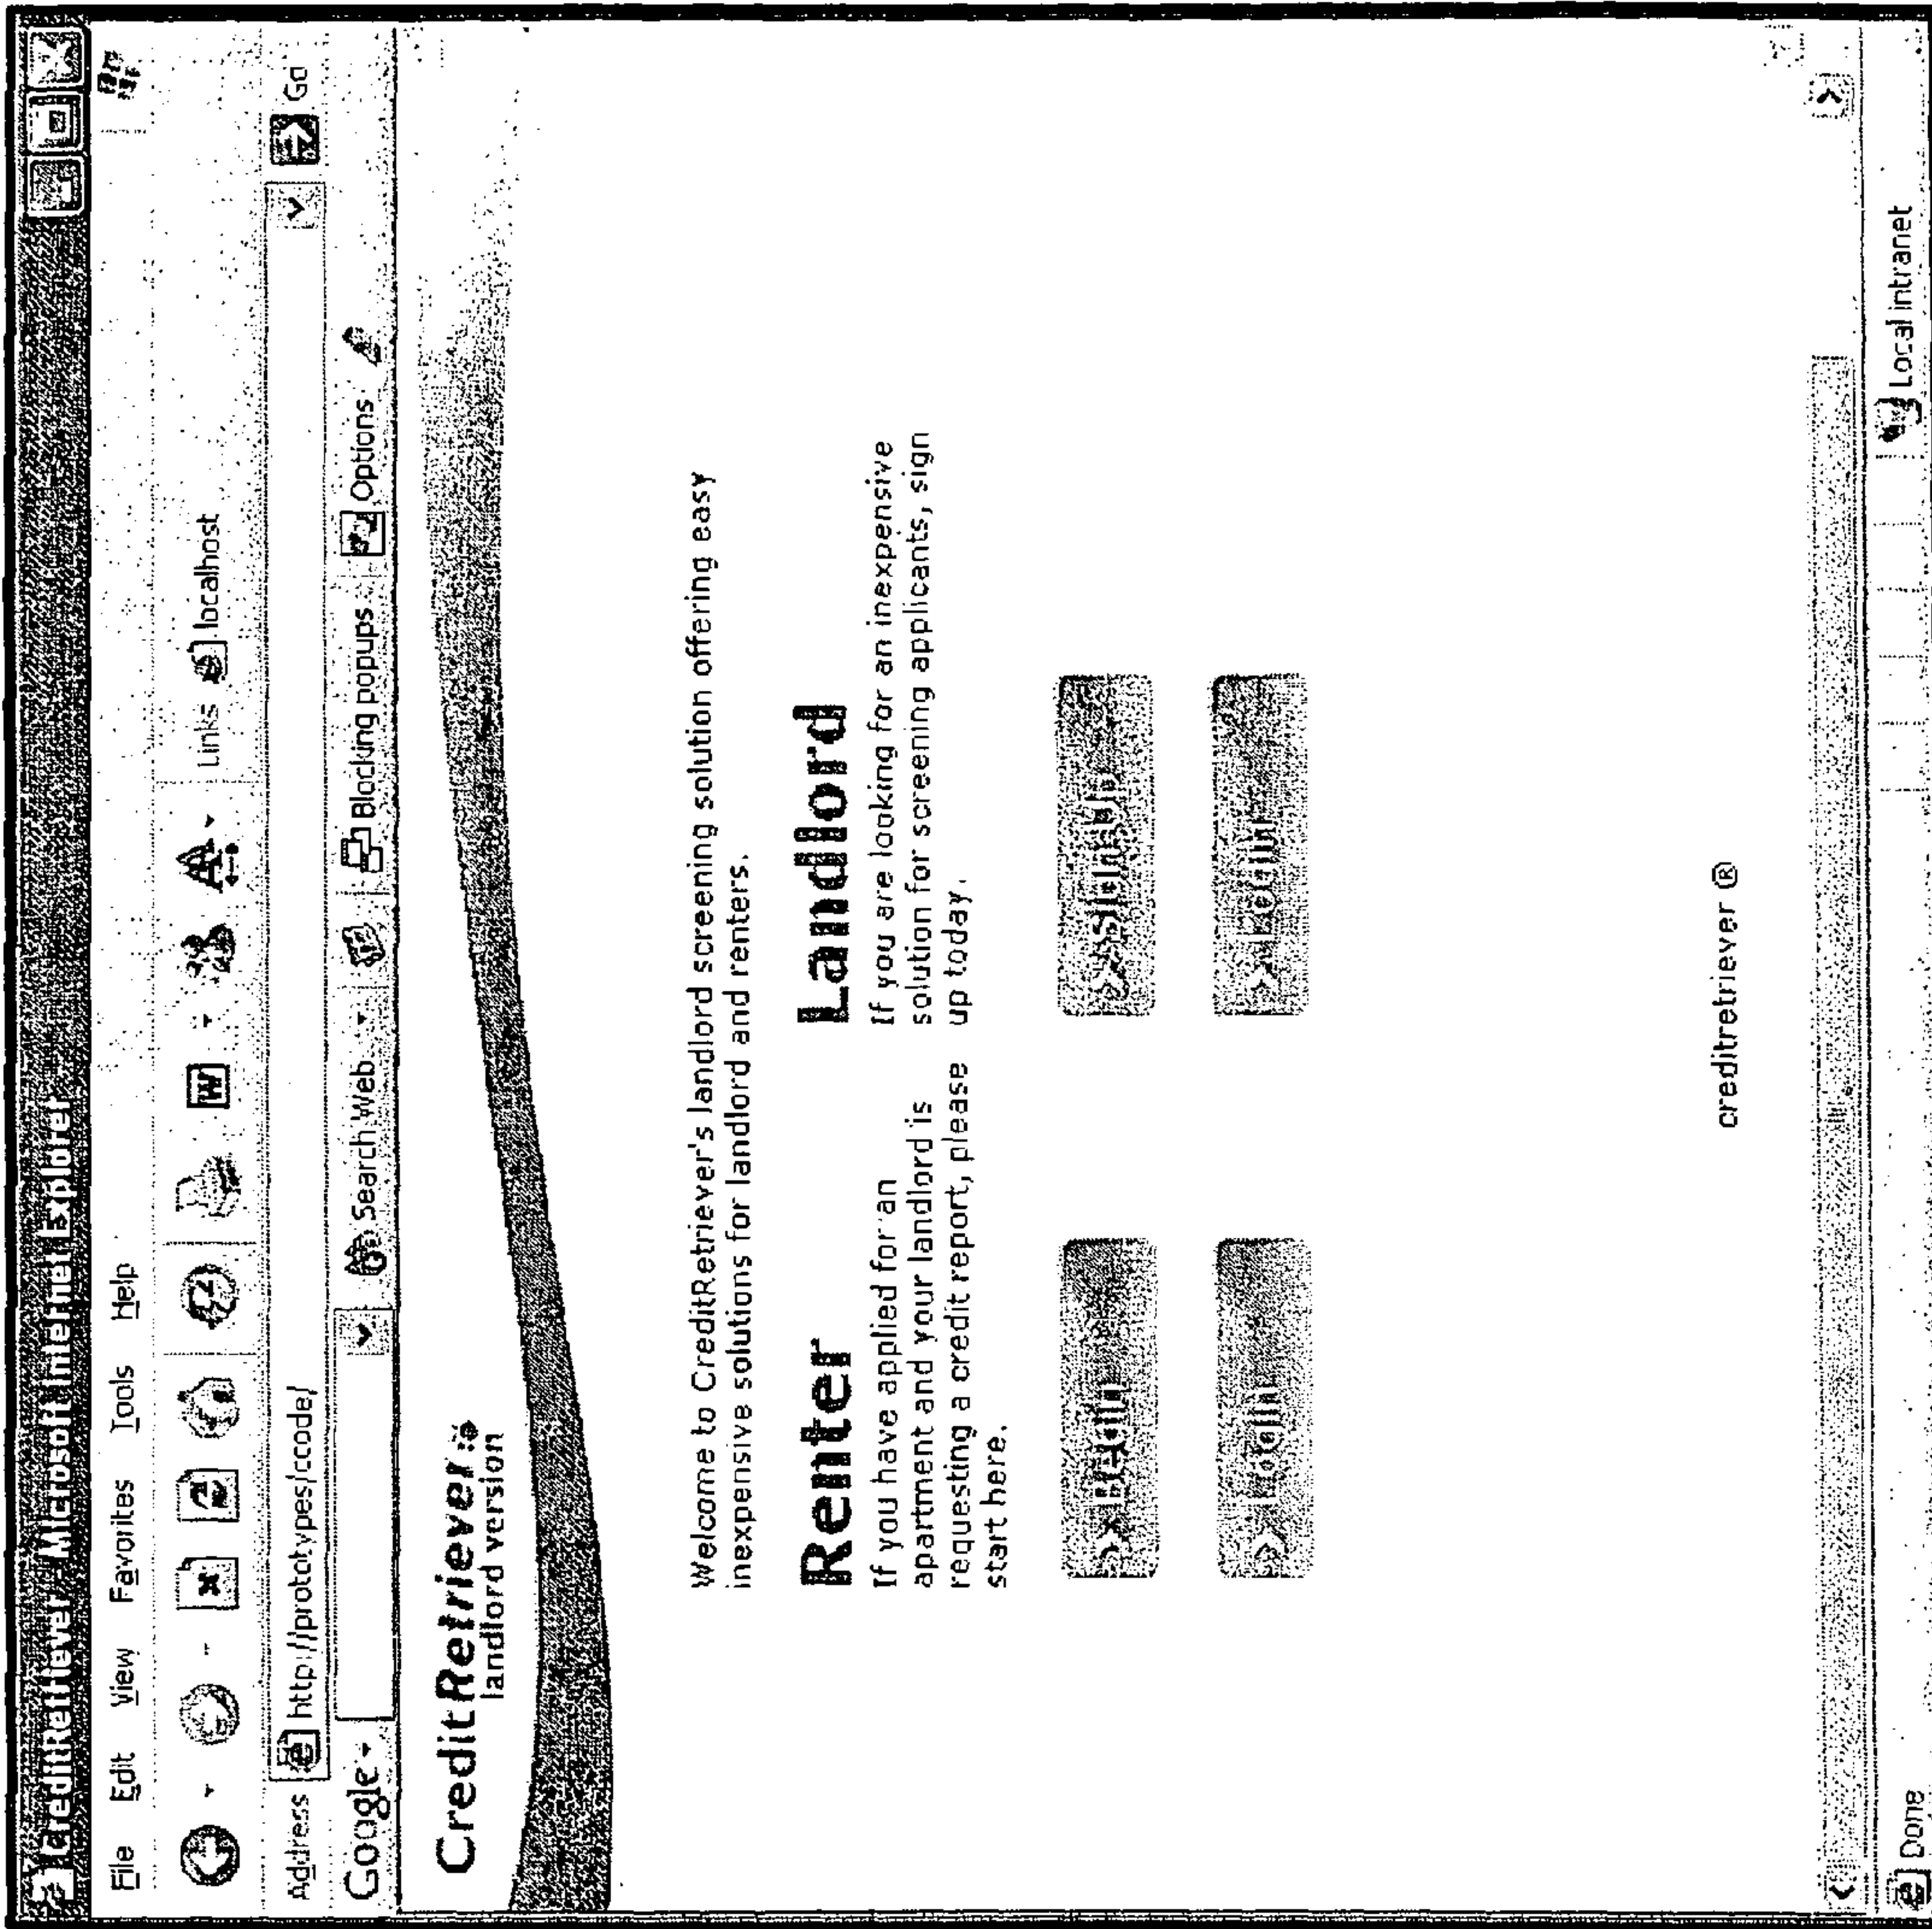 CreditRetriever - Microsoft Internet Explorer
File Edit View Favorites Tools Help
W Links localhost
Address http://prototypes/ccode/ Go
Google Search Web Blocking popups Options
CreditRetriever®
landlord version
Welcome to CreditRetriever's landlord screening solution offering easy
inexpensive solutions for landlord and renters.
Renter
If you have applied for an
apartment and your landlord is
requesting a credit report, please
start here.
>> BEGIN
>> Login
Landlord
If you are looking for an inexpensive
solution for screening applicants, sign
up today.
>> SignUp
>> Login
creditretriever ®
Done Local intranet